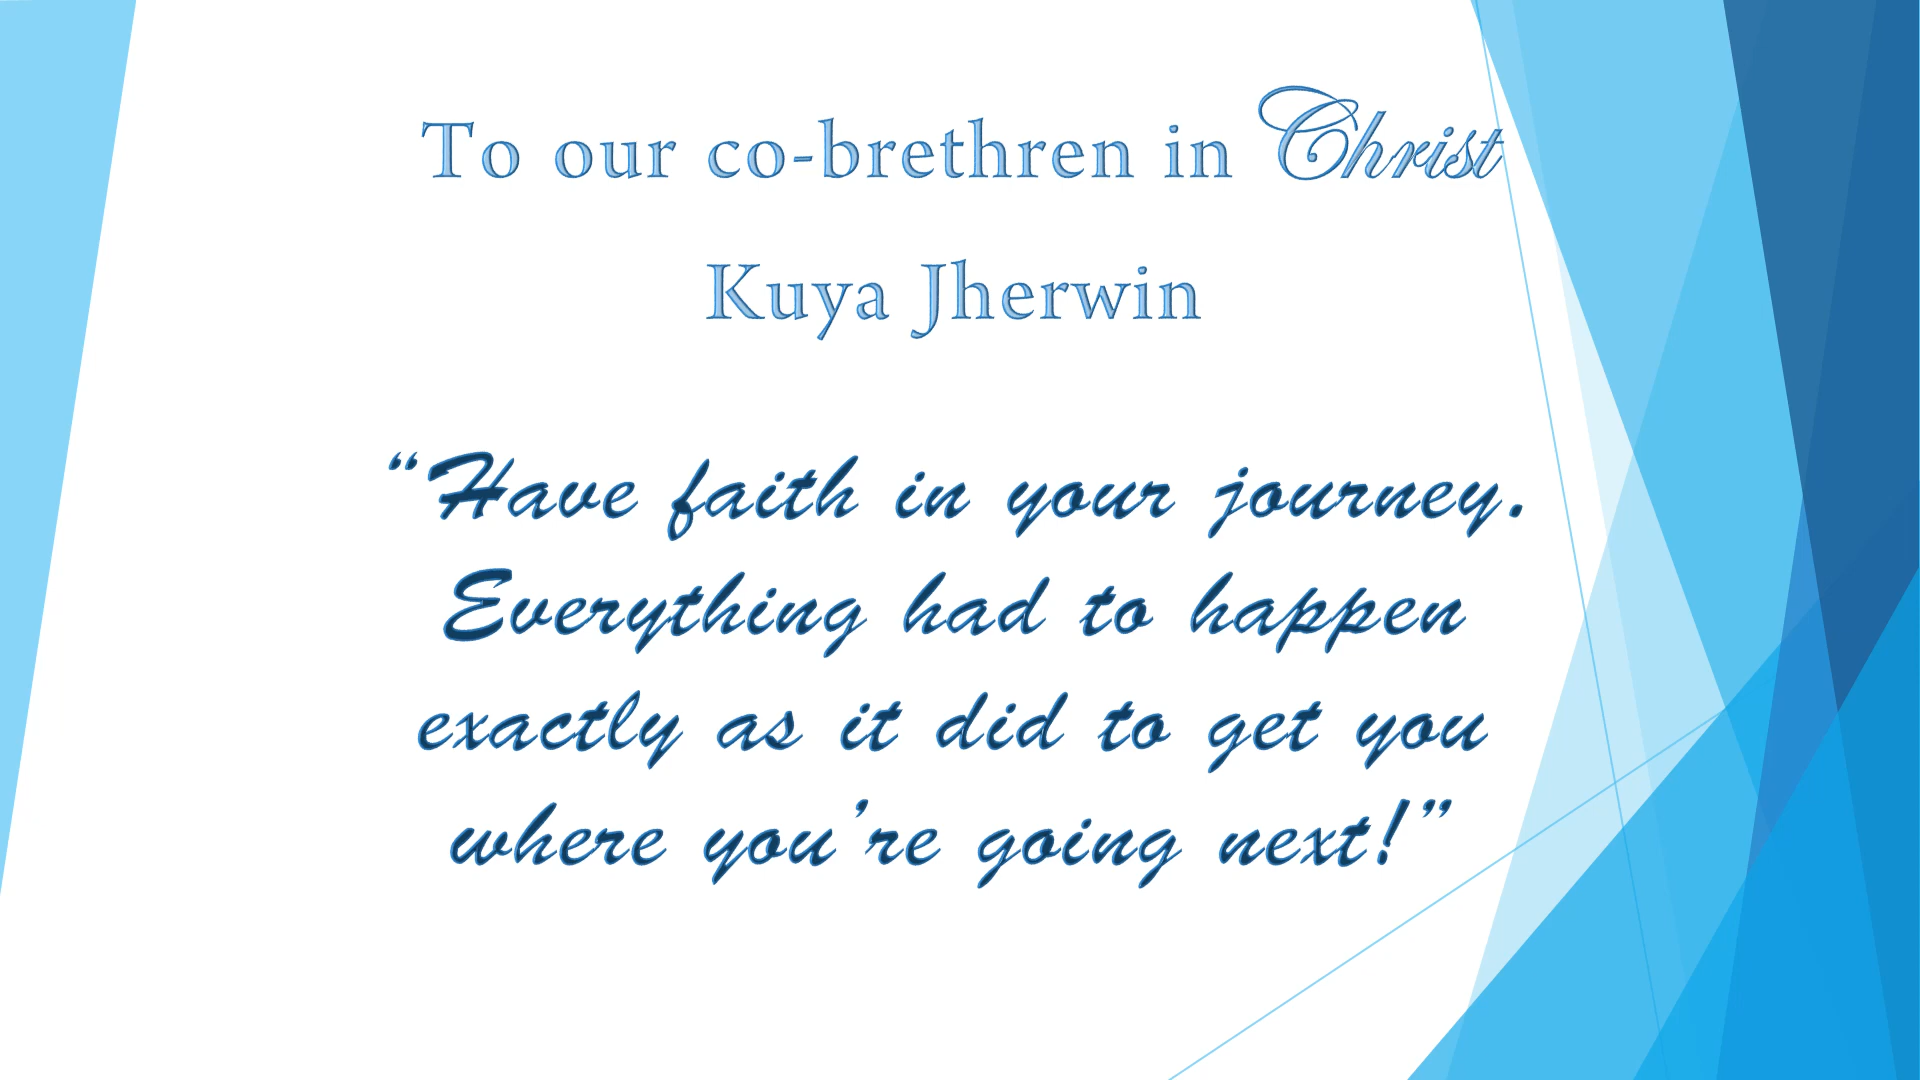 To our co-brethren in Christ
Kuya Jherwin
“Have faith in your journey.
Everything had to happen
exactly as it did to get you
where you’re going next!”